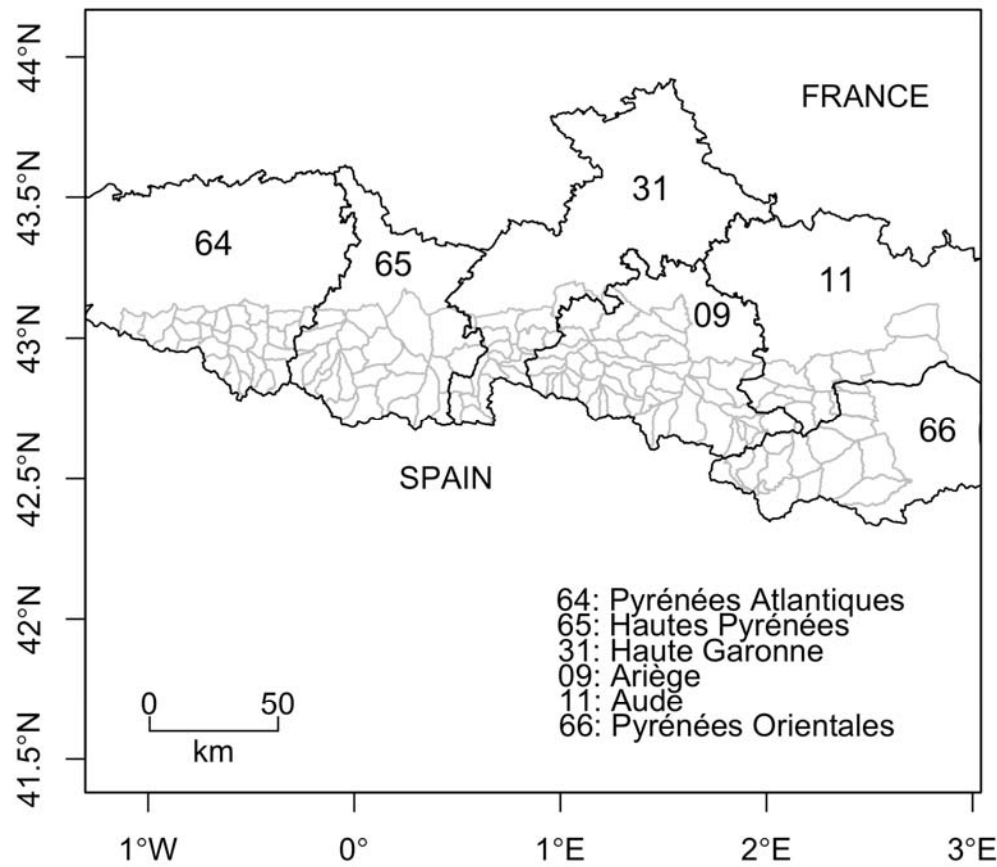 44°N
43.5°N
43°N
42.5°N
42°N
41.5°N
FRANCE
31
64
65
11
09
66
SPAIN
64: Pyrénées Atlantiques
65: Hautes Pyrénées
31: Haute Garonne
09: Ariège
11: Aude
66: Pyrénées Orientales
0 50
km
1°W 0° 1°E 2°E 3°E